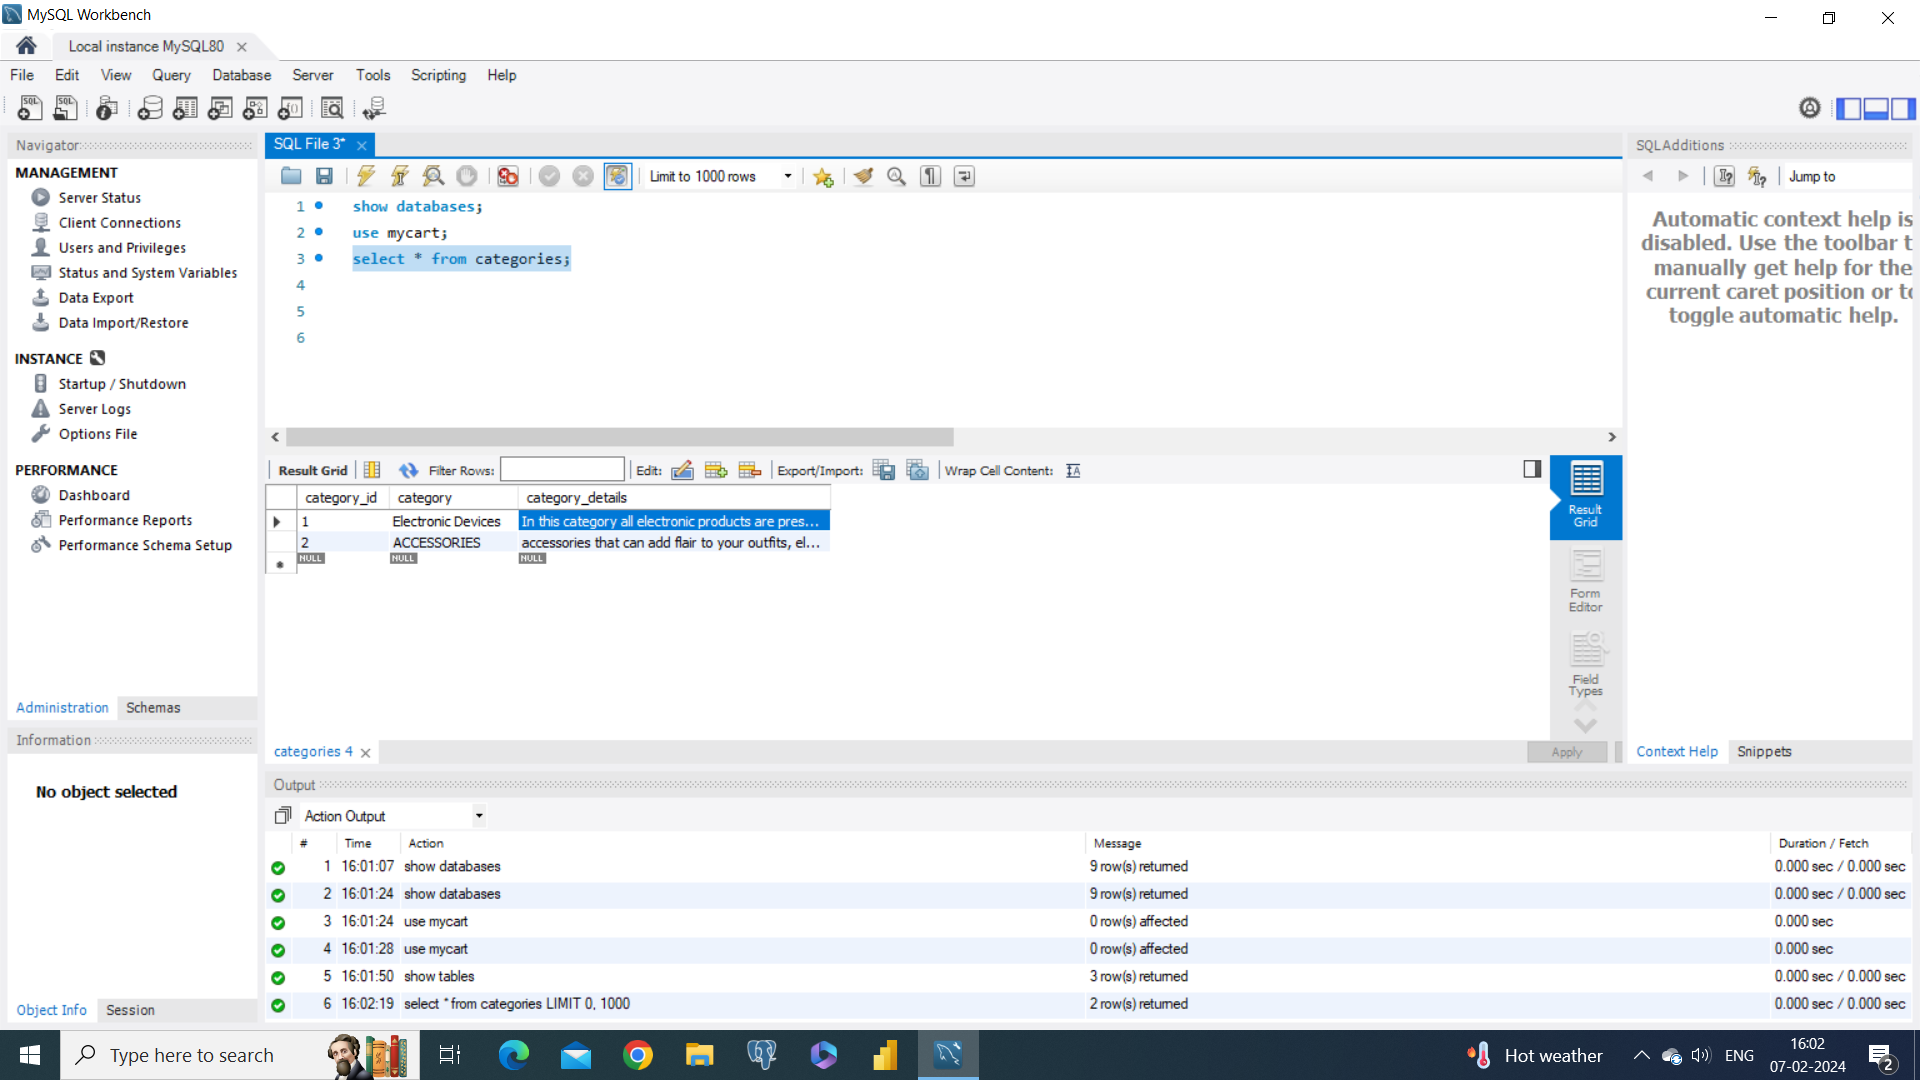 MySQL Workbench
Local instance MySQL80
File Edit View Query Database Server Tools Scripting Help
Navigator
MANAGEMENT
Server Status
Client Connections
Users and Privileges
Status and System Variables
Data Export
Data Import/Restore
INSTANCE
Startup / Shutdown
Server Logs
Options File
PERFORMANCE
Dashboard
Performance Reports
Performance Schema Setup
Administration Schemas
Information
No object selected
Object Info Session
SQL File 3*
Limit to 1000 rows
1 show databases;
2 use mycart;
3 select * from categories;
4
5
6
Result Grid Filter Rows: Edit: Export/Import: Wrap Cell Content:
category_id category category_details
1 Electronic Devices In this category all electronic products are pres...
2 ACCESSORIES accessories that can add flair to your outfits, el...
NULL NULL NULL
Result
Grid
Form
Editor
Field
Types
categories 4
Apply
SQLAdditions
Jump to
Automatic context help is
disabled. Use the toolbar t
manually get help for the
current caret position or to
toggle automatic help.
Context Help Snippets
Output
Action Output
# Time Action Message Duration / Fetch
1 16:01:07 show databases 9 row(s) returned 0.000 sec / 0.000 sec
2 16:01:24 show databases 9 row(s) returned 0.000 sec / 0.000 sec
3 16:01:24 use mycart 0 row(s) affected 0.000 sec
4 16:01:28 use mycart 0 row(s) affected 0.000 sec
5 16:01:50 show tables 3 row(s) returned 0.000 sec / 0.000 sec
6 16:02:19 select * from categories LIMIT 0, 1000 2 row(s) returned 0.000 sec / 0.000 sec
Type here to search
Hot weather
ENG
16:02
07-02-2024
2